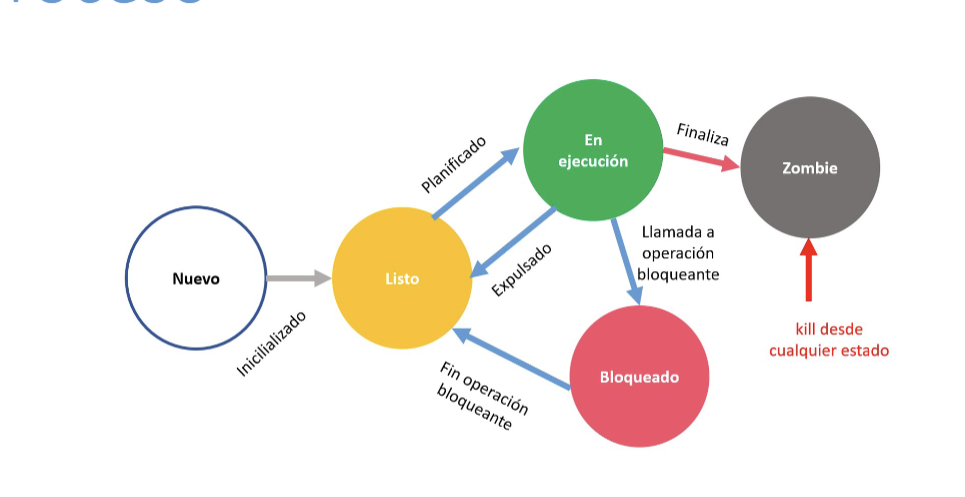 En
ejecución
Finaliza
Zombie
Planificado
Llamada a
operación
bloqueante
Expulsado
Nuevo
Listo
Inicilializado
Fin operación
bloqueante
Bloqueado
kill desde
cualquier estado